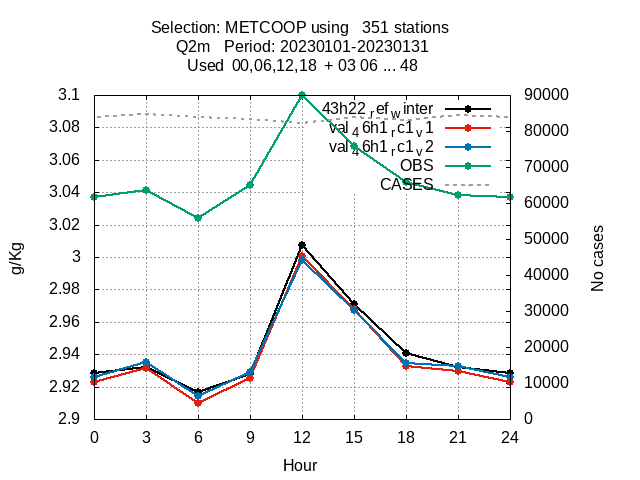 Selection: METCOOP using   351 stations
Q2m   Period: 20230101-20230131
Used  00,06,12,18  + 03 06 ... 48
3.1
3.08
3.06
3.04
3.02
3
2.98
2.96
2.94
2.92
2.9
g/Kg
43h22_ref_winter
val_46h1_rc1_v1
val_46h1_rc1_v2
OBS
CASES
90000
80000
70000
60000
50000
40000
30000
20000
10000
0
No cases
0 3 6 9 12 15 18 21 24
Hour